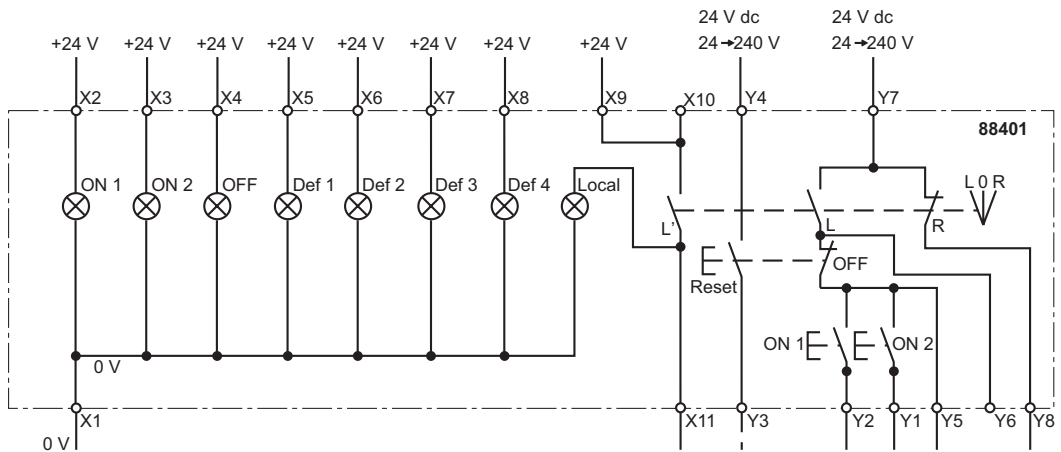 24 V dc 24 V dc
24→240 V 24→240 V
+24 V +24 V +24 V +24 V +24 V +24 V +24 V +24 V
X2 X3 X4 X5 X6 X7 X8 X9 X10 Y4 Y7
88401
ON 1 ON 2 OFF Def 1 Def 2 Def 3 Def 4 Local L 0 R
L' L R
OFF
Reset
ON 1 ON 2
0 V
X1 X11 Y3 Y2 Y1 Y5 Y6 Y8
0 V